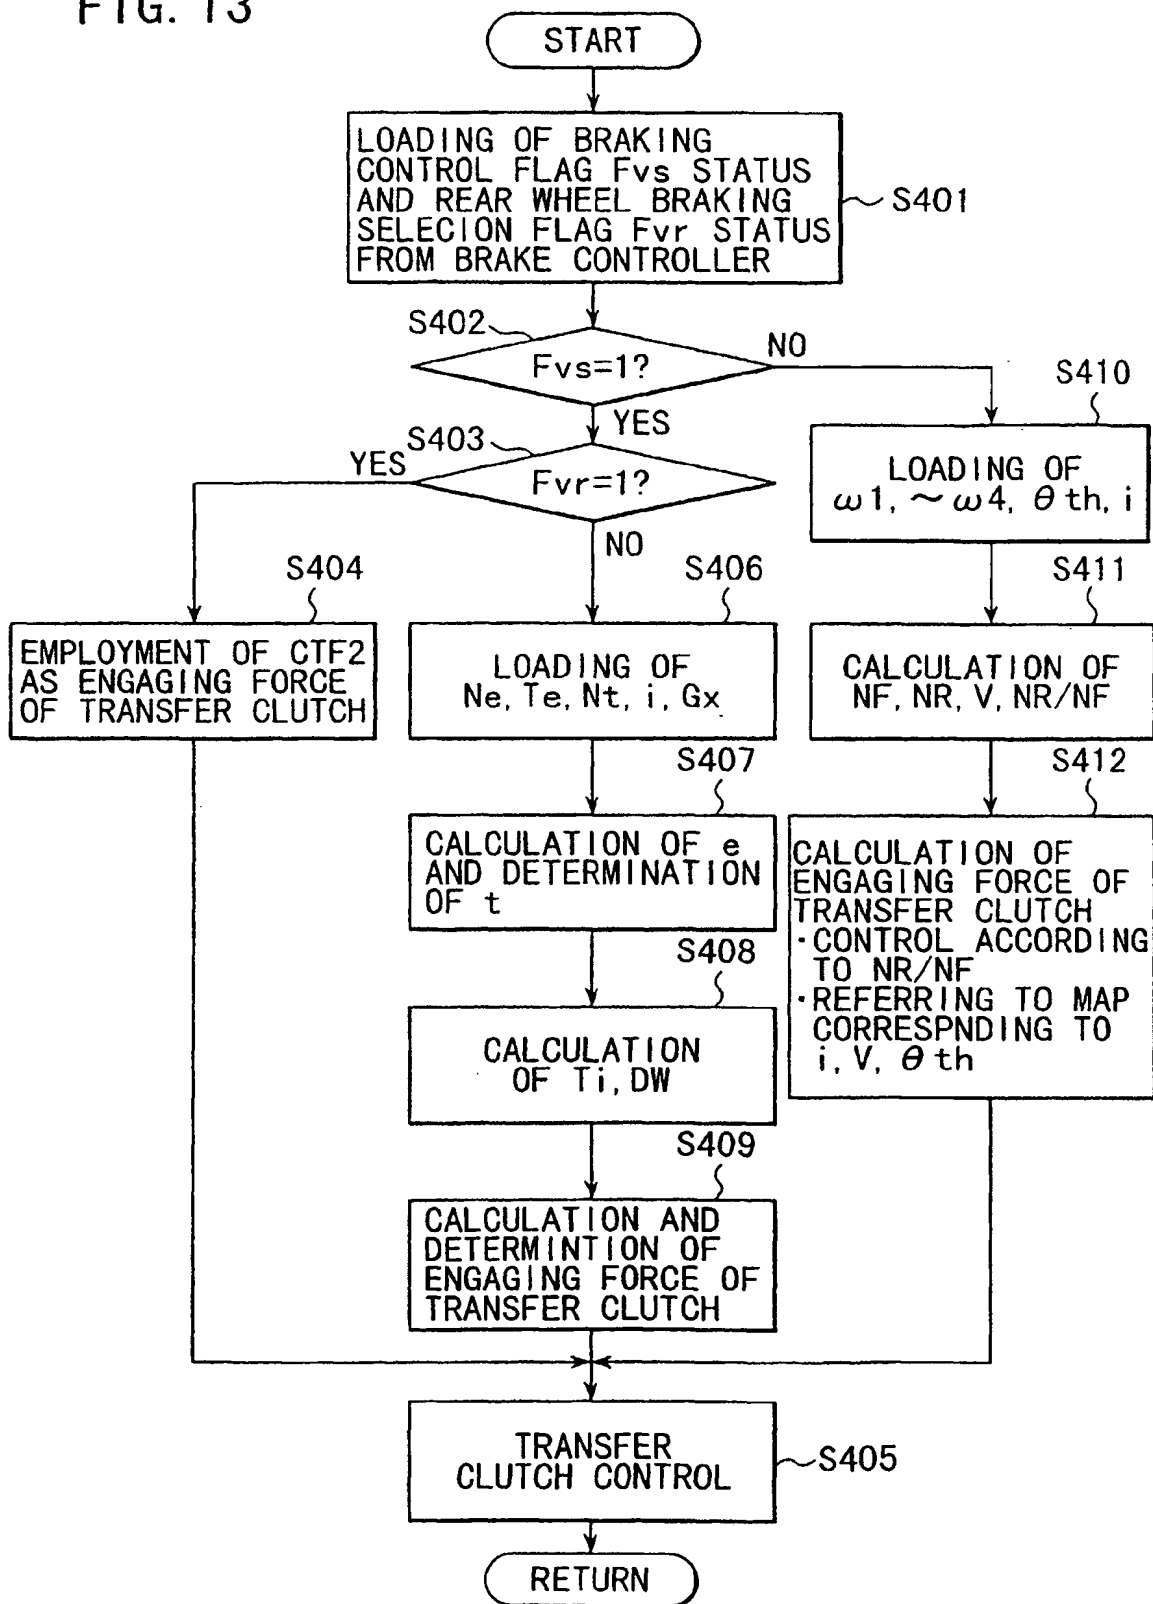 FIG. 13
START
LOADING OF BRAKING
CONTROL FLAG Fvs STATUS
AND REAR WHEEL BRAKING
SELECION FLAG Fvr STATUS
FROM BRAKE CONTROLLER
S401
S402
Fvs=1?
NO
YES
S403
YES
Fvr=1?
NO
S410
LOADING OF
ω1, ~ω4, θth, i
S404
EMPLOYMENT OF CTF2
AS ENGAGING FORCE
OF TRANSFER CLUTCH
S406
LOADING OF
Ne, Te, Nt, i, Gx
S411
CALCULATION OF
NF, NR, V, NR/NF
S407
CALCULATION OF e
AND DETERMINATION
OF t
S412
CALCULATION OF
ENGAGING FORCE OF
TRANSFER CLUTCH
·CONTROL ACCORDING
TO NR/NF
·REFERRING TO MAP
CORRESPNDING TO
i, V, θth
S408
CALCULATION
OF Ti, DW
S409
CALCULATION AND
DETERMINTION OF
ENGAGING FORCE OF
TRANSFER CLUTCH
TRANSFER
CLUTCH CONTROL
S405
RETURN